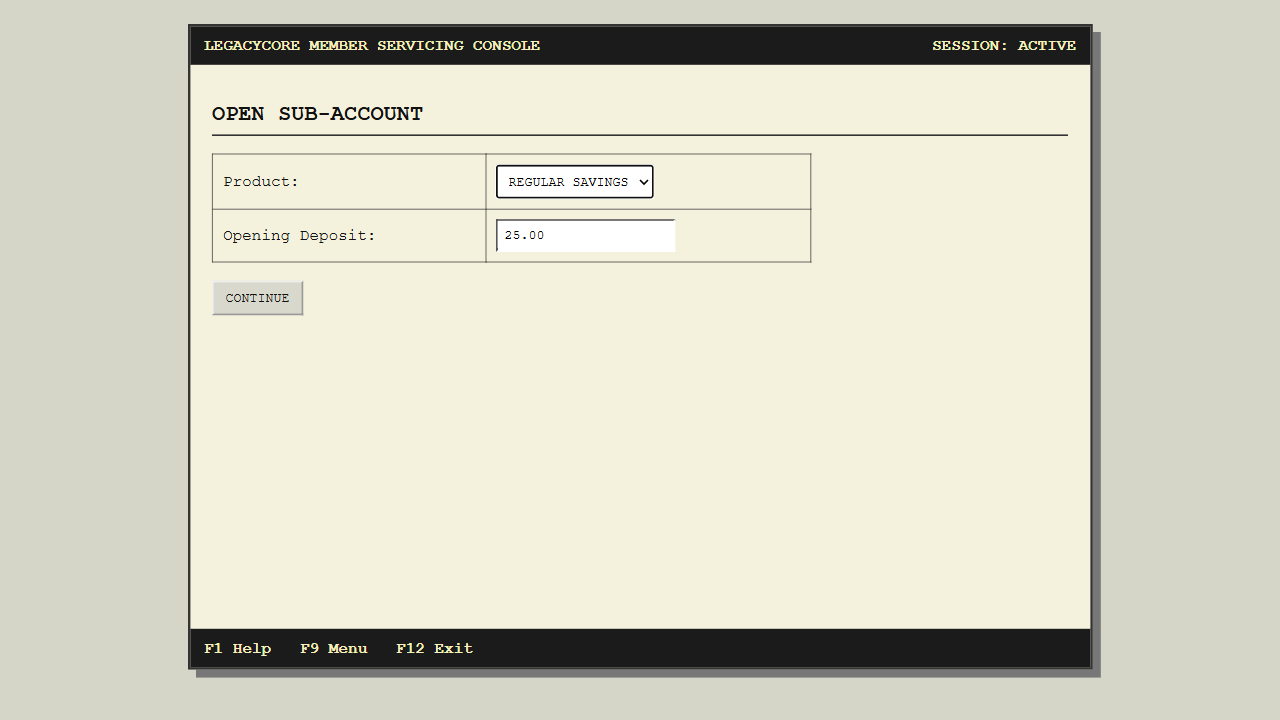 LEGACYCORE MEMBER SERVICING CONSOLE SESSION: ACTIVE
OPEN SUB-ACCOUNT
Product: REGULAR SAVINGS
Opening Deposit: 25.00
CONTINUE
F1 Help F9 Menu F12 Exit